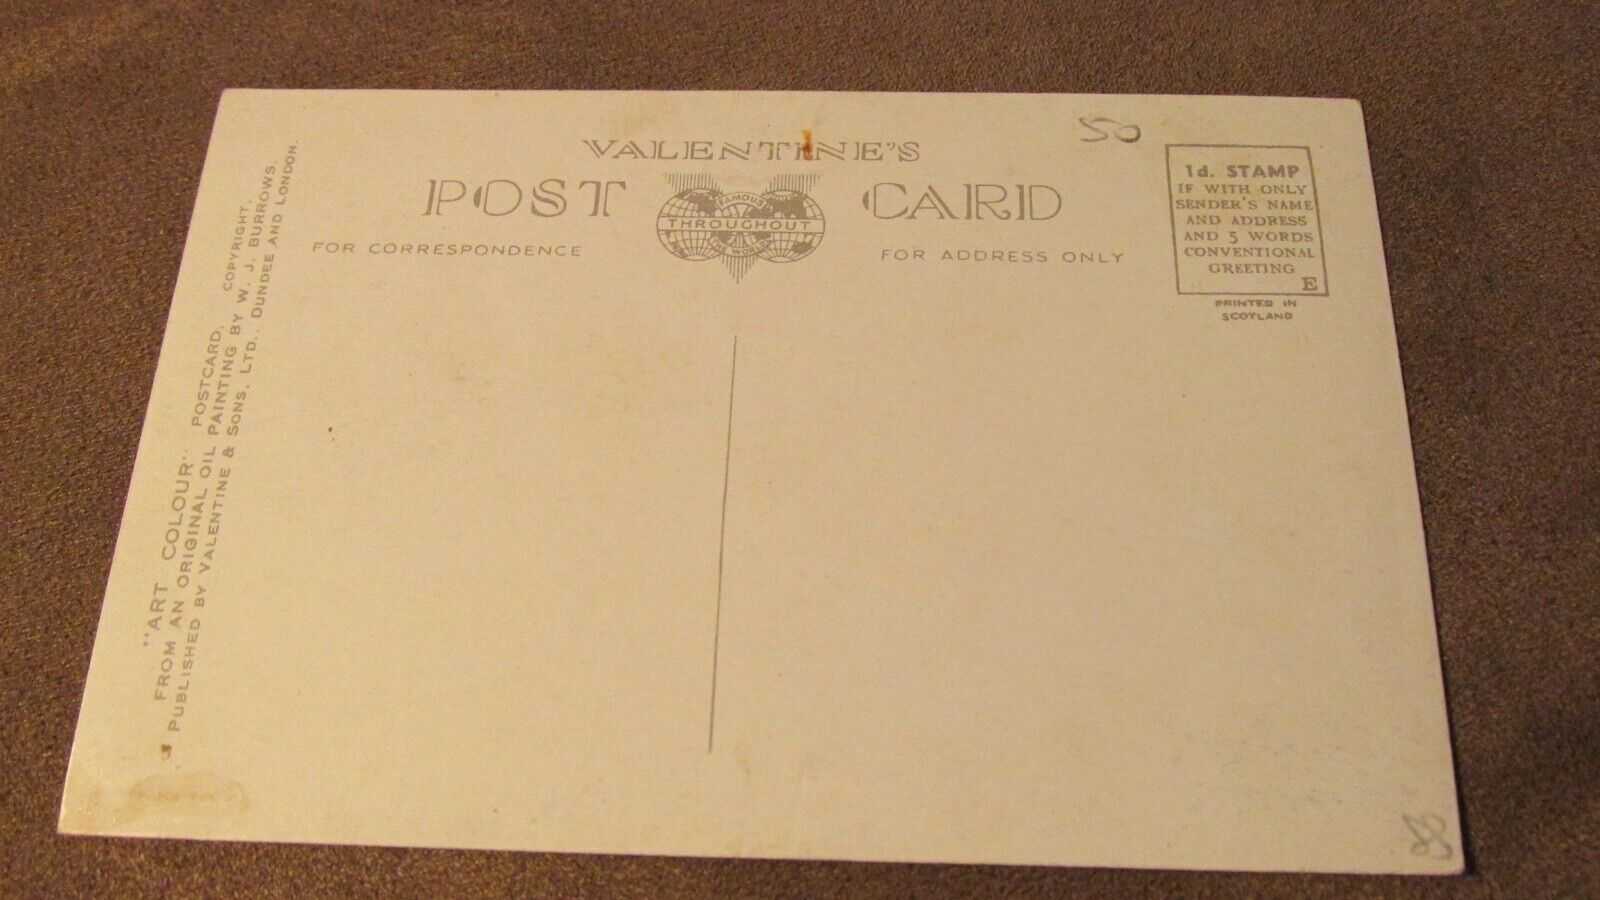 VALENTINE'S
POST CARD
FAMOUS
THROUGHOUT
THE WORLD
FOR CORRESPONDENCE
FOR ADDRESS ONLY
50
1d. STAMP
IF WITH ONLY
SENDER'S NAME
AND ADDRESS
AND 5 WORDS
CONVENTIONAL
GREETING
E
PRINTED IN
SCOTLAND
"ART COLOUR" POSTCARD. COPYRIGHT.
FROM AN ORIGINAL OIL PAINTING BY W. J. BURROWS
PUBLISHED BY VALENTINE & SONS. LTD., DUNDEE AND LONDON.